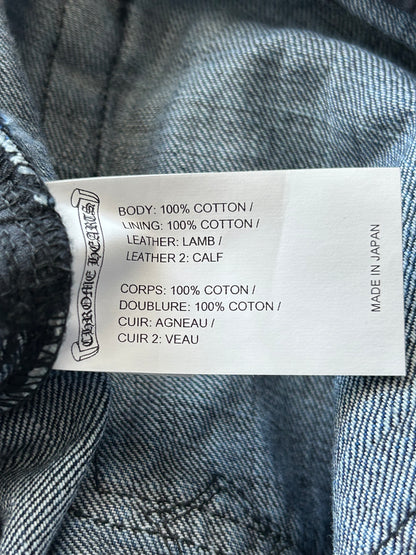 CHROME HEARTS
BODY: 100% COTTON /
LINING: 100% COTTON /
LEATHER: LAMB /
LEATHER 2: CALF
CORPS: 100% COTON /
DOUBLURE: 100% COTON /
CUIR: AGNEAU /
CUIR 2: VEAU
MADE IN JAPAN